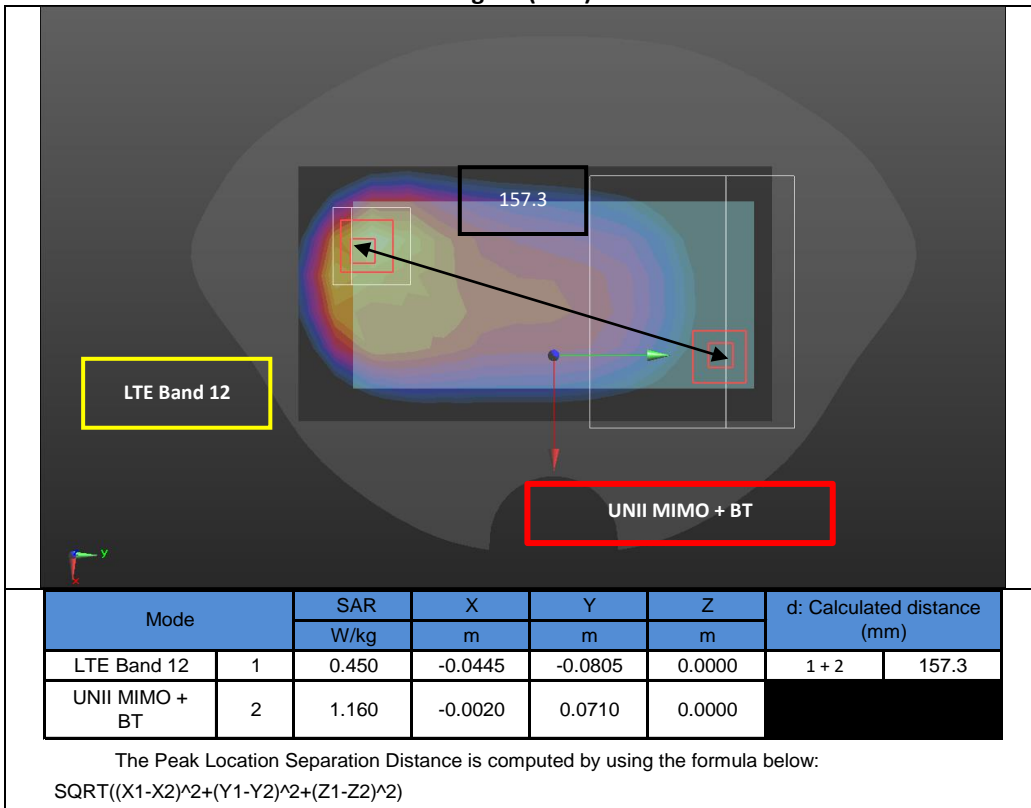 157.3
LTE Band 12
UNII MIMO + BT
y
x
Mode SAR X Y Z d: Calculated distance (mm)
W/kg m m m
LTE Band 12 1 0.450 -0.0445 -0.0805 0.0000 1 + 2 157.3
UNII MIMO + BT 2 1.160 -0.0020 0.0710 0.0000
The Peak Location Separation Distance is computed by using the formula below:
SQRT((X1-X2)^2+(Y1-Y2)^2+(Z1-Z2)^2)